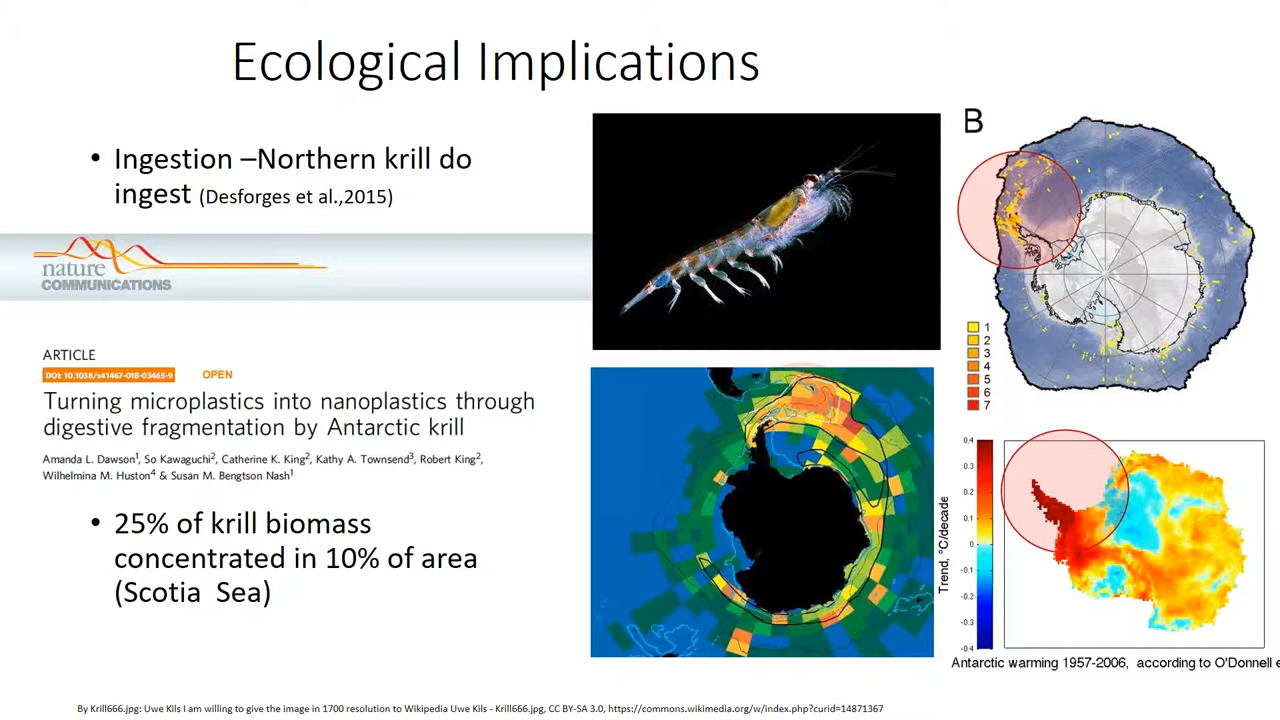 Ecological Implications
• Ingestion –Northern krill do
ingest (Desforges et al.,2015)
nature
COMMUNICATIONS
ARTICLE
DOI: 10.1038/s41467-018-03465-9 OPEN
Turning microplastics into nanoplastics through
digestive fragmentation by Antarctic krill
Amanda L. Dawson1, So Kawaguchi2, Catherine K. King2, Kathy A. Townsend3, Robert King2,
Wilhelmina M. Huston4 & Susan M. Bengtson Nash1
• 25% of krill biomass
concentrated in 10% of area
(Scotia Sea)
B
1
2
3
4
5
6
7
Trend, °C/decade
0.4
0.3
0.2
0.1
0
-0.1
-0.2
-0.3
-0.4
Antarctic warming 1957-2006, according to O'Donnell e
By Krill666.jpg: Uwe Kils I am willing to give the image in 1700 resolution to Wikipedia Uwe Kils - Krill666.jpg, CC BY-SA 3.0, https://commons.wikimedia.org/w/index.php?curid=14871367